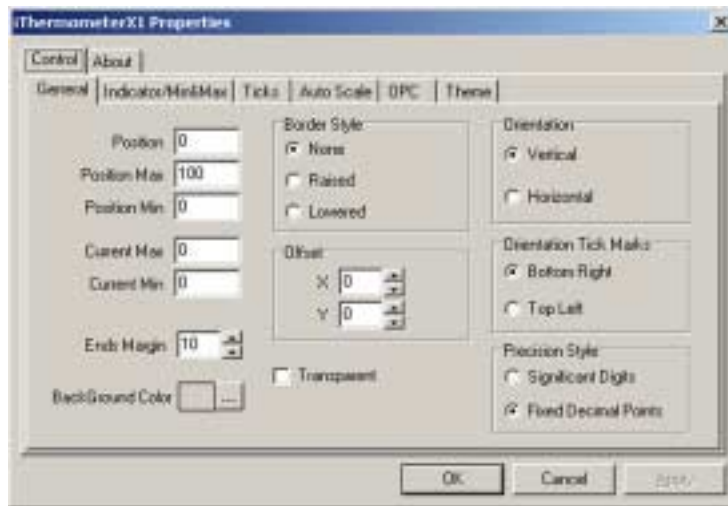 iThermometerX1 Properties
Control About
General Indicator/Min&Max Ticks Auto Scale OPC Theme
Position 0
Position Max 100
Position Min 0
Current Max 0
Current Min 0
Ends Margin 10
BackGround Color ...
Border Style
None
Raised
Lowered
Offset
X 0
Y 0
Transparent
Orientation
Vertical
Horizontal
Orientation Tick Marks
Bottom Right
Top Left
Precision Style
Significant Digits
Fixed Decimal Points
OK Cancel Apply